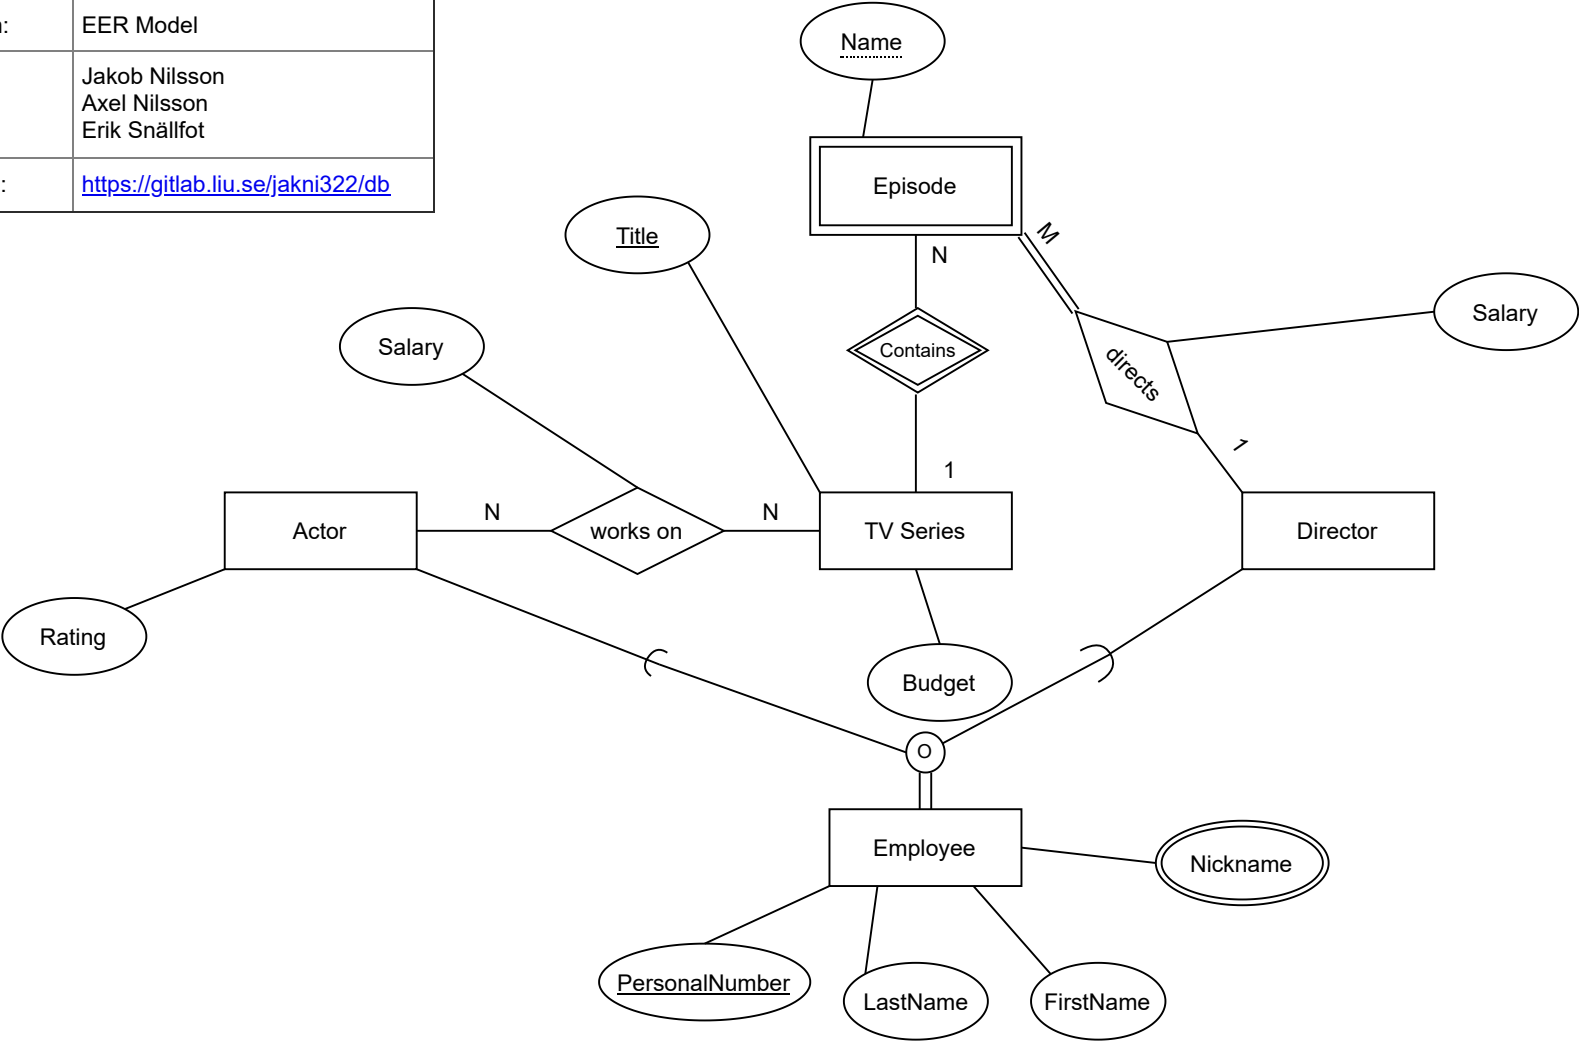 n: EER Model
Jakob Nilsson
Axel Nilsson
Erik Snällfot
: https://gitlab.liu.se/jakni322/db
Name
Episode
M
Title
N
Salary
Salary
Contains
directs
1
1
N
N
Actor
works on
TV Series
Director
Rating
Budget
O
Employee
Nickname
PersonalNumber
LastName
FirstName